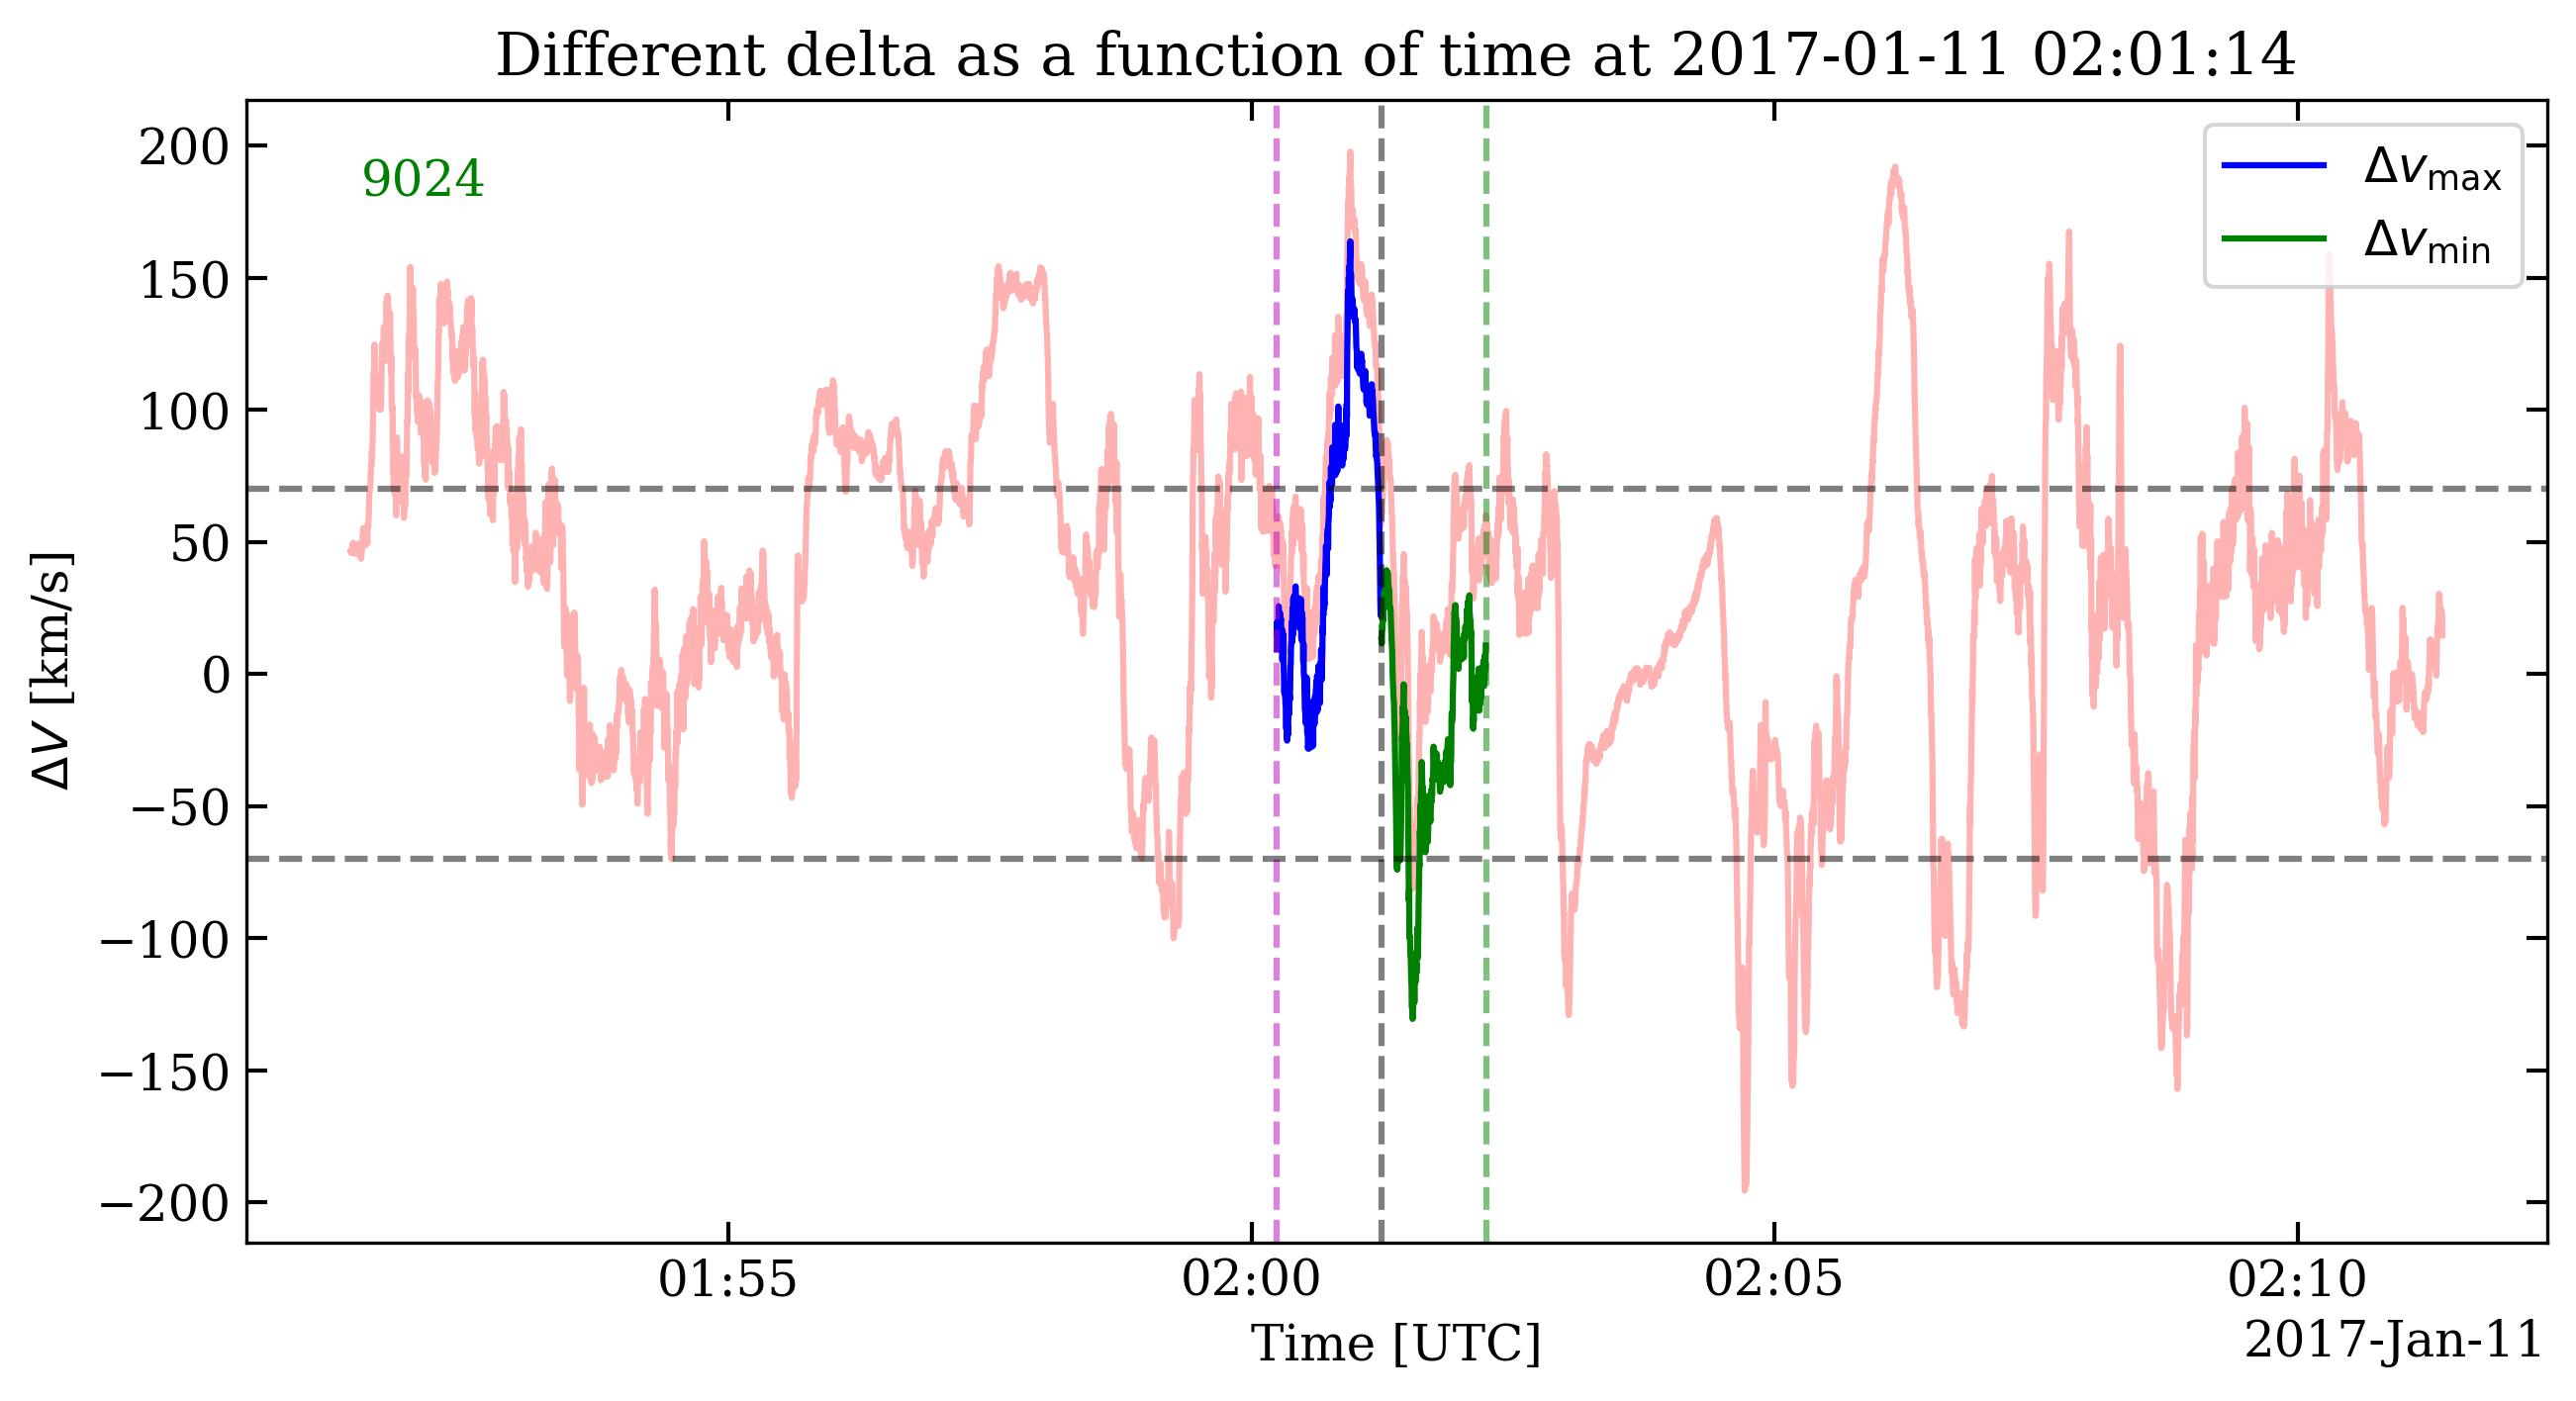 Different delta as a function of time at 2017-01-11 02:01:14
9024
Δv_max
Δv_min
ΔV [km/s]
200
150
100
50
0
−50
−100
−150
−200
01:55 02:00 02:05 02:10
Time [UTC]
2017-Jan-11